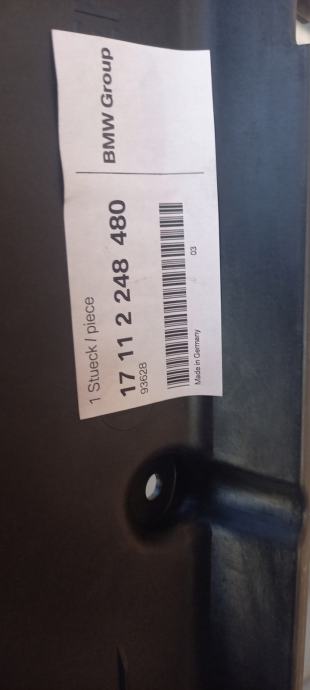 1 Stueck / piece
BMW Group
17 11 2 248 480
93628
03
Made in Germany